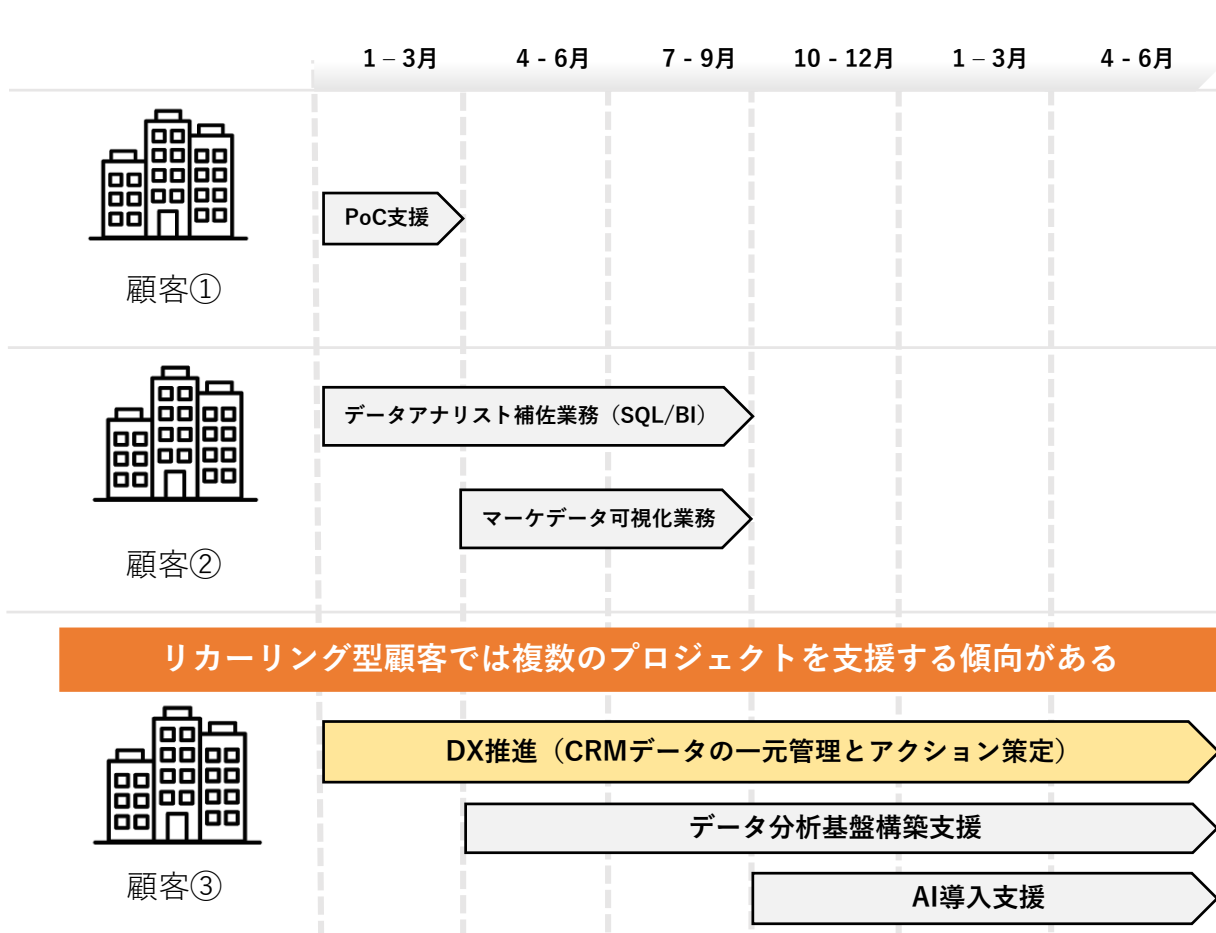 1 – 3月 4 - 6月 7 - 9月 10 - 12月 1 – 3月 4 - 6月
PoC支援
顧客①
データアナリスト補佐業務（SQL/BI）
マーケデータ可視化業務
顧客②
リカーリング型顧客では複数のプロジェクトを支援する傾向がある
DX推進（CRMデータの一元管理とアクション策定）
データ分析基盤構築支援
顧客③
AI導入支援